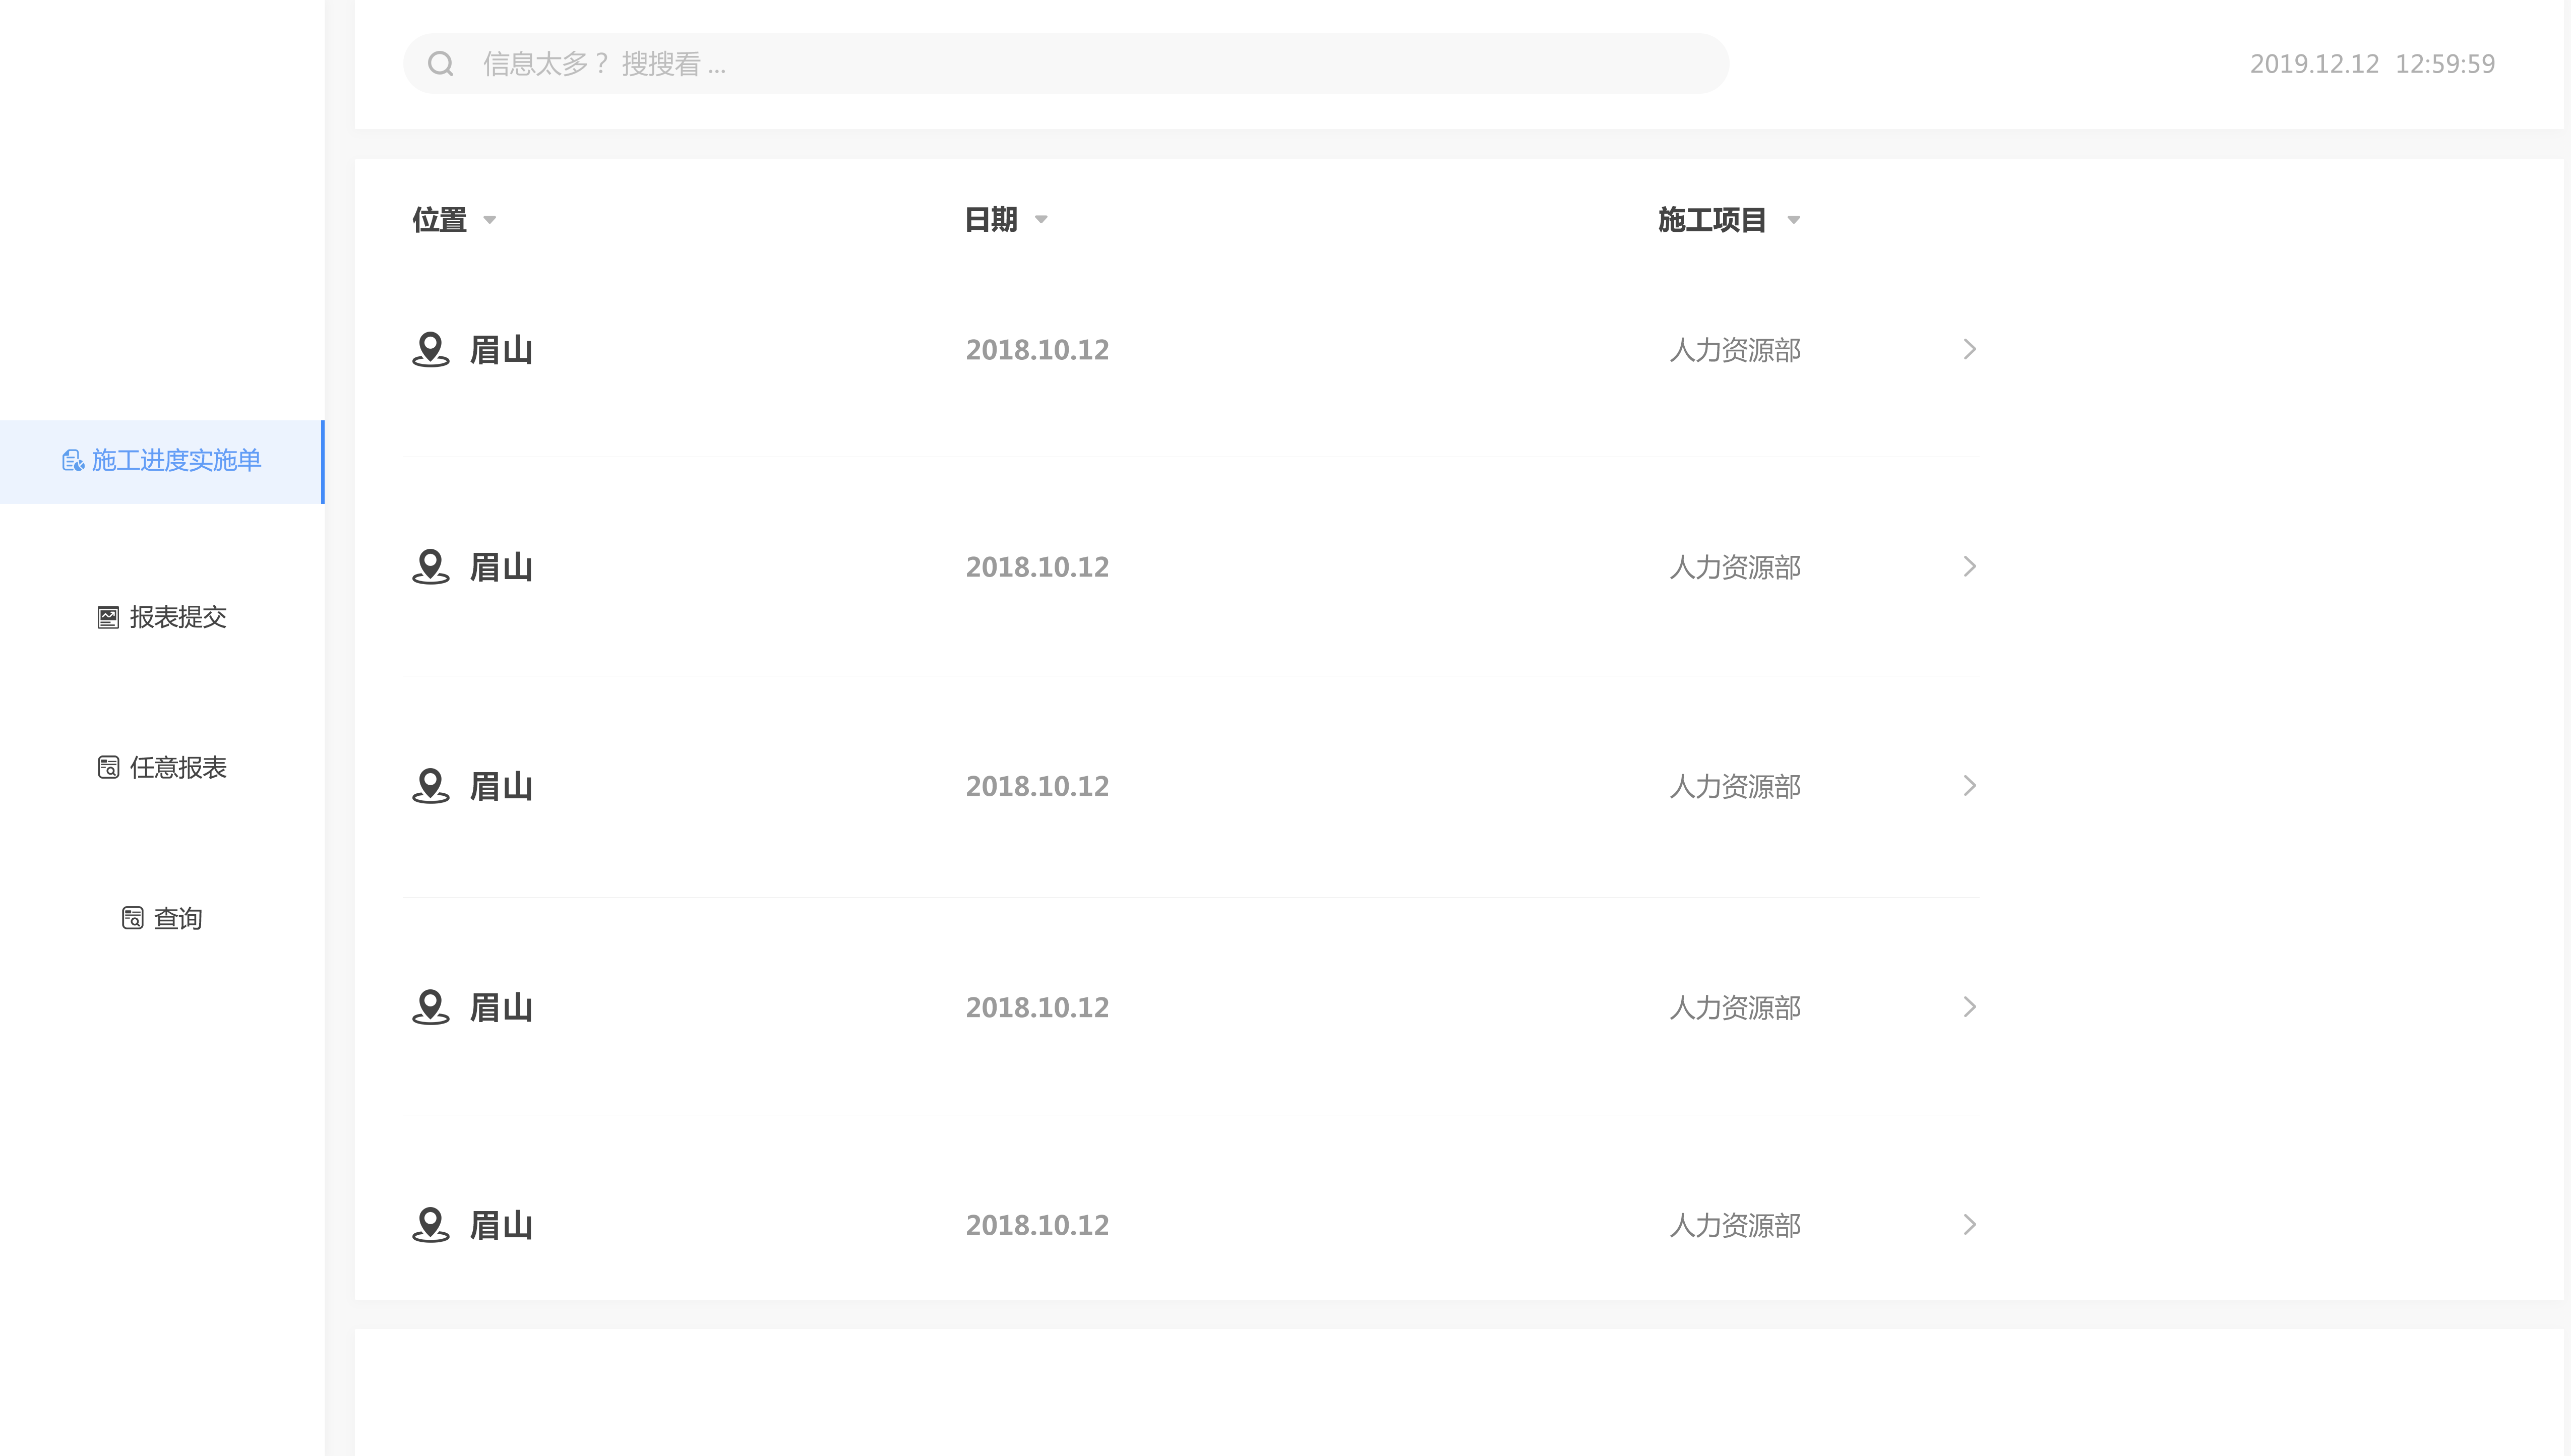 信息太多？ 搜搜看 ...
2019.12.12 12:59:59
位置 日期 施工项目
眉山 2018.10.12 人力资源部
施工进度实施单
眉山 2018.10.12 人力资源部
报表提交
眉山 2018.10.12 人力资源部
任意报表
查询
眉山 2018.10.12 人力资源部
眉山 2018.10.12 人力资源部